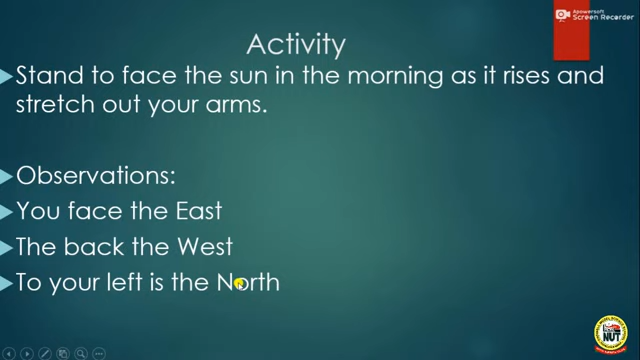 Apowersoft
Screen Recorder
Activity
Stand to face the sun in the morning as it rises and
stretch out your arms.
Observations:
You face the East
The back the West
To your left is the North
NUT